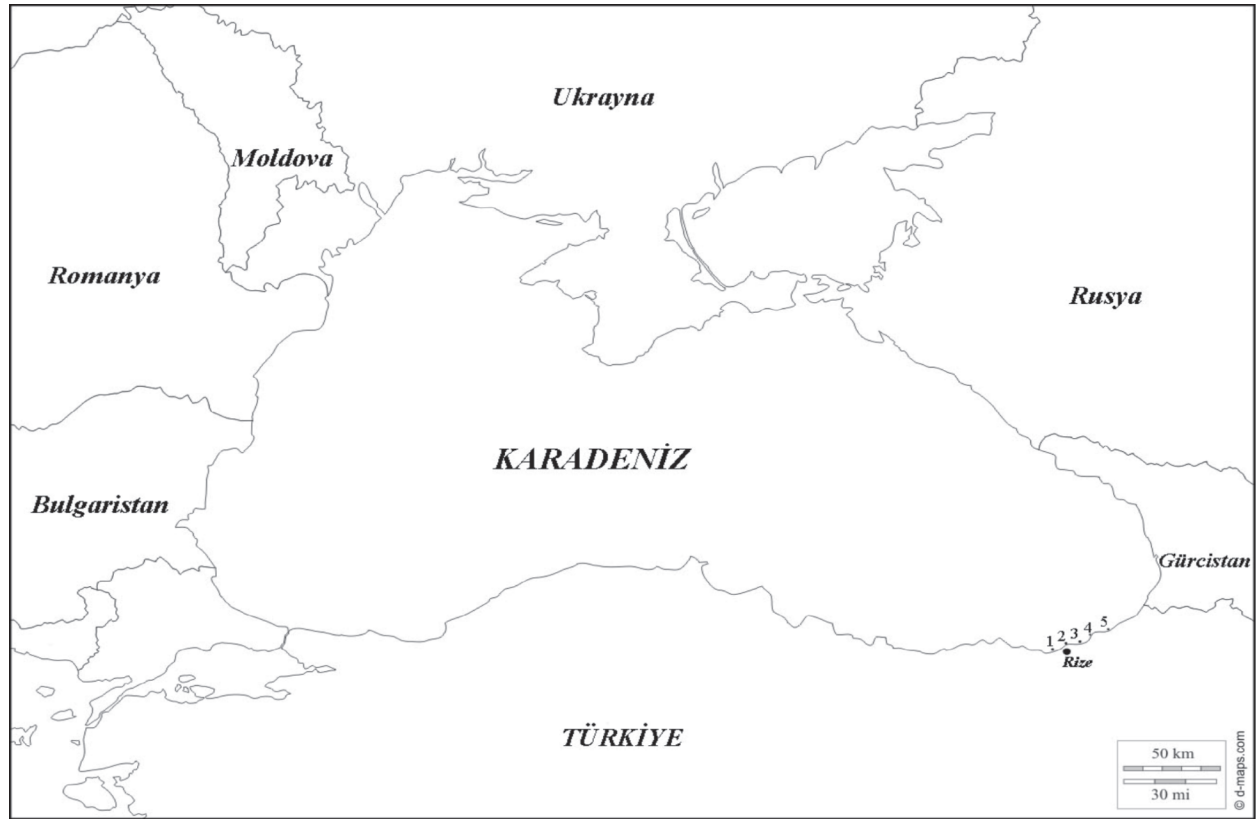 Ukrayna
Moldova
Romanya
Rusya
KARADENİZ
Bulgaristan
Gürcistan
1 2 3 4 5
Rize
TÜRKİYE
50 km
30 mi
© d-maps.com